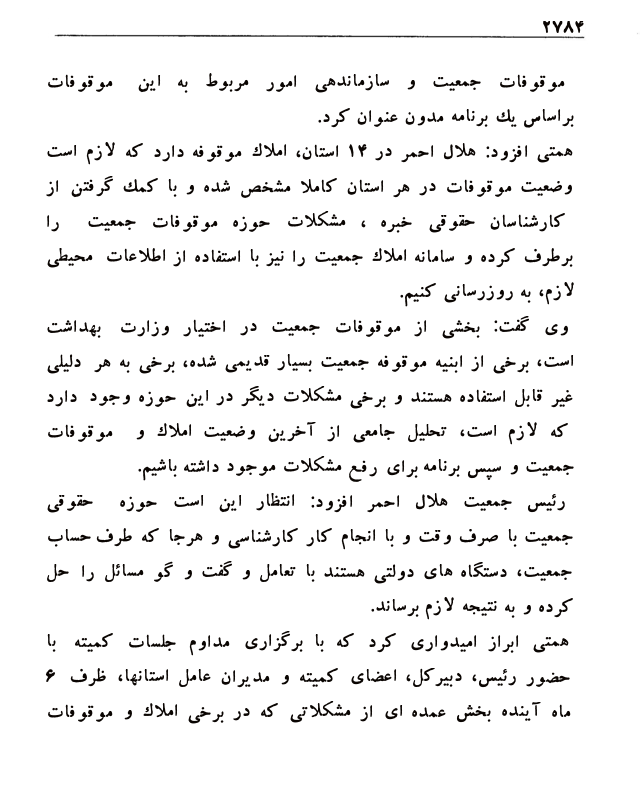 ۲۷۸۴
موقوفات جمعیت و سازماندهی امور مربوط به این موقوفات
براساس یك برنامه مدون عنوان کرد.
همتی افزود: هلال احمر در ۱۴ استان، املاك موقوفه دارد که لازم است
وضعیت موقوفات در هر استان کاملا مشخص شده و با کمك گرفتن از
کارشناسان حقوقی خبره ، مشکلات حوزه موقوفات جمعیت را
برطرف کرده و سامانه املاك جمعیت را نیز با استفاده از اطلاعات محیطی
لازم، به روزرسانی کنیم.
وی گفت: بخشی از موقوفات جمعیت در اختیار وزارت بهداشت
است، برخی از ابنیه موقوفه جمعیت بسیار قدیمی شده، برخی به هر دلیلی
غیر قابل استفاده هستند و برخی مشکلات دیگر در این حوزه وجود دارد
که لازم است، تحلیل جامعی از آخرین وضعیت املاك و موقوفات
جمعیت و سپس برنامه برای رفع مشکلات موجود داشته باشیم.
رئیس جمعیت هلال احمر افزود: انتظار این است حوزه حقوقی
جمعیت با صرف وقت و با انجام کار کارشناسی و هرجا که طرف حساب
جمعیت، دستگاه های دولتی هستند با تعامل و گفت و گو مسائل را حل
کرده و به نتیجه لازم برساند.
همتی ابراز امیدواری کرد که با برگزاری مداوم جلسات کمیته با
حضور رئیس، دبیرکل، اعضای کمیته و مدیران عامل استانها، ظرف ۶
ماه آینده بخش عمده ای از مشکلاتی که در برخی املاك و موقوفات